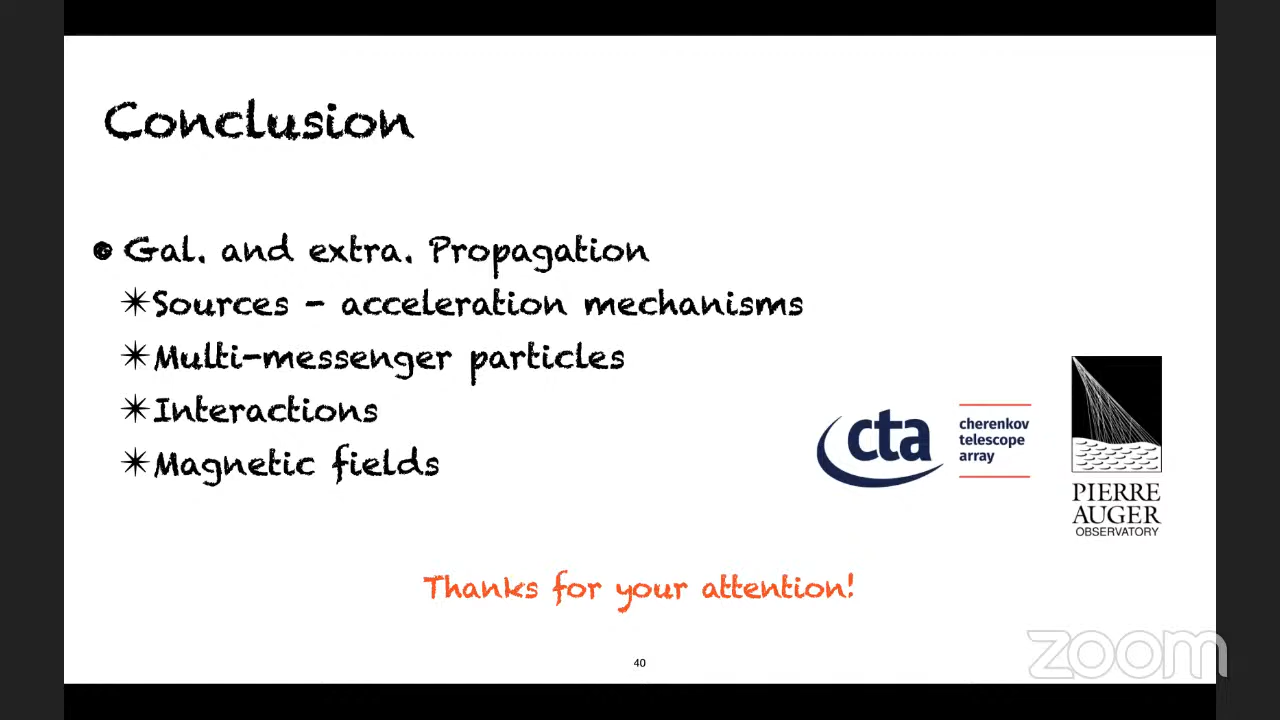 Conclusion
Gal. and extra. Propagation
Sources - acceleration mechanisms
Multi-messenger particles
Interactions
Magnetic fields
cta
cherenkov
telescope
array
PIERRE
AUGER
OBSERVATORY
Thanks for your attention!
40
zoom